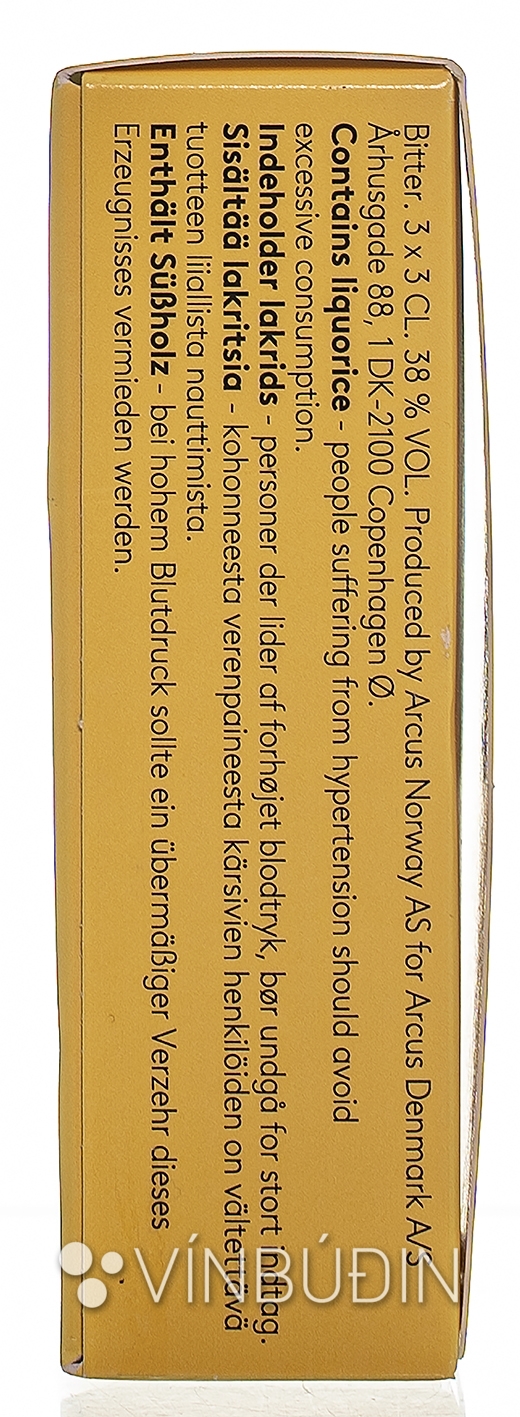 Bitter. 3 x 3 CL. 38 % VOL. Produced by Arcus Norway AS for Arcus Denmark A/S
Århusgade 88, 1 DK-2100 Copenhagen Ø.
Contains liquorice - people suffering from hypertension should avoid
excessive consumption.
Indeholder lakrids - personer der lider af forhøjet blodtryk, bør undgå for stort indtag.
Sisältää lakritsia - kohonneesta verenpaineesta kärsivien henkilöiden on vältettävä
tuotteen liiallista nauttimista.
Enthält Süßholz - bei hohem Blutdruck sollte ein übermäßiger Verzehr dieses
Erzeugnisses vermieden werden.
VÍNBÚÐIN